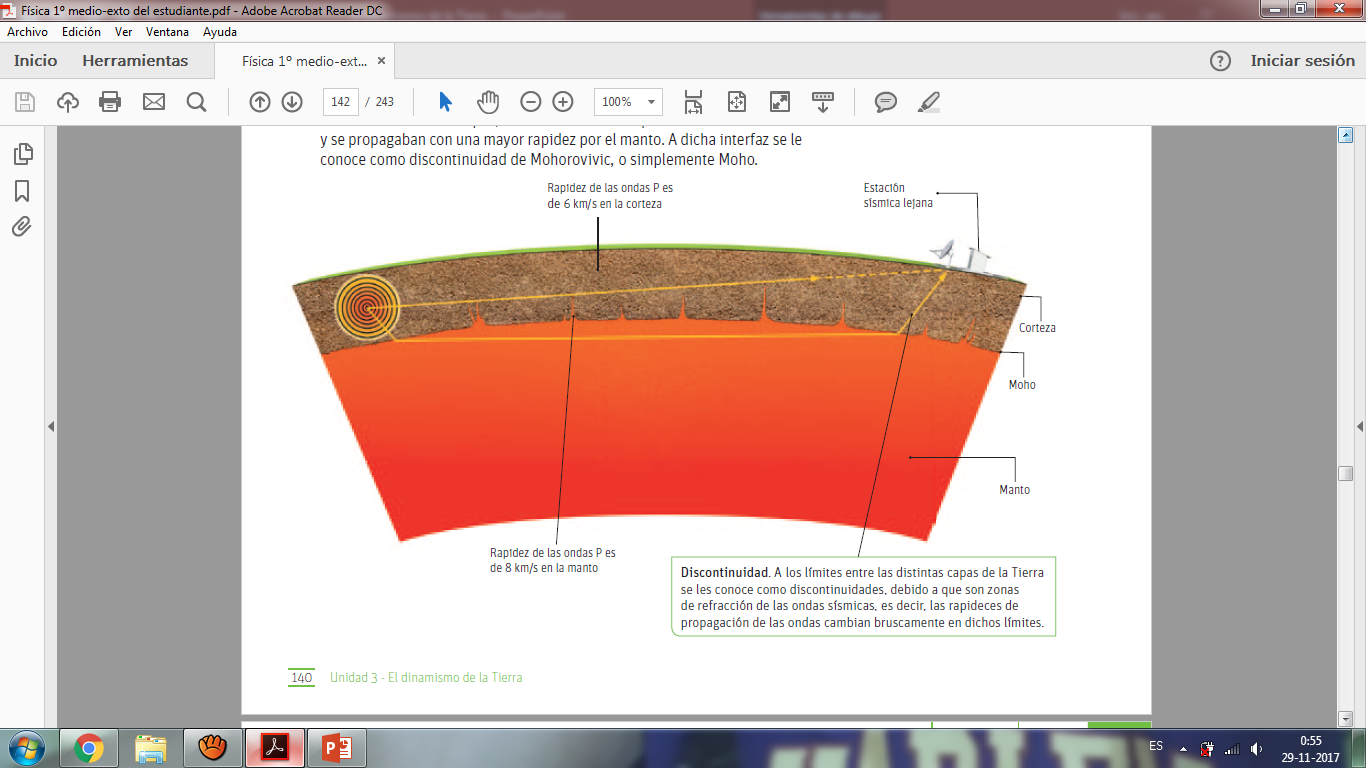 Física 1º medio-exto del estudiante.pdf - Adobe Acrobat Reader DC
Archivo Edición Ver Ventana Ayuda
Inicio Herramientas Física 1º medio-ext... × Iniciar sesión
142 / 243 100%
y se propagaban con una mayor rapidez por el manto. A dicha interfaz se le
conoce como discontinuidad de Mohorovivic, o simplemente Moho.
Rapidez de las ondas P es
de 6 km/s en la corteza
Estación
sísmica lejana
Corteza
Moho
Manto
Rapidez de las ondas P es
de 8 km/s en la manto
Discontinuidad. A los límites entre las distintas capas de la Tierra
se les conoce como discontinuidades, debido a que son zonas
de refracción de las ondas sísmicas, es decir, las rapideces de
propagación de las ondas cambian bruscamente en dichos límites.
140 Unidad 3 - El dinamismo de la Tierra
ES
0:55
29-11-2017